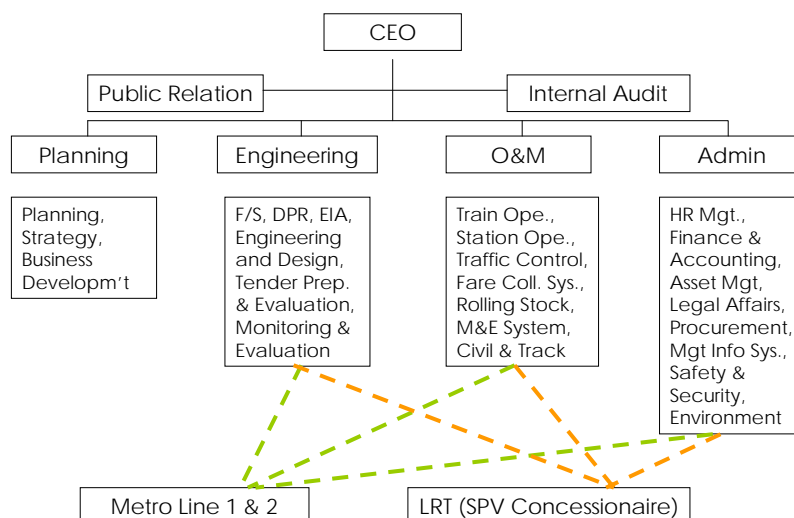 CEO
Public Relation
Internal Audit
Planning
Engineering
O&M
Admin
Planning,
Strategy,
Business
Developm't
F/S, DPR, EIA,
Engineering
and Design,
Tender Prep.
& Evaluation,
Monitoring &
Evaluation
Train Ope.,
Station Ope.,
Traffic Control,
Fare Coll. Sys.,
Rolling Stock,
M&E System,
Civil & Track
HR Mgt.,
Finance &
Accounting,
Asset Mgt,
Legal Affairs,
Procurement,
Mgt Info Sys.,
Safety &
Security,
Environment
Metro Line 1 & 2
LRT (SPV Concessionaire)